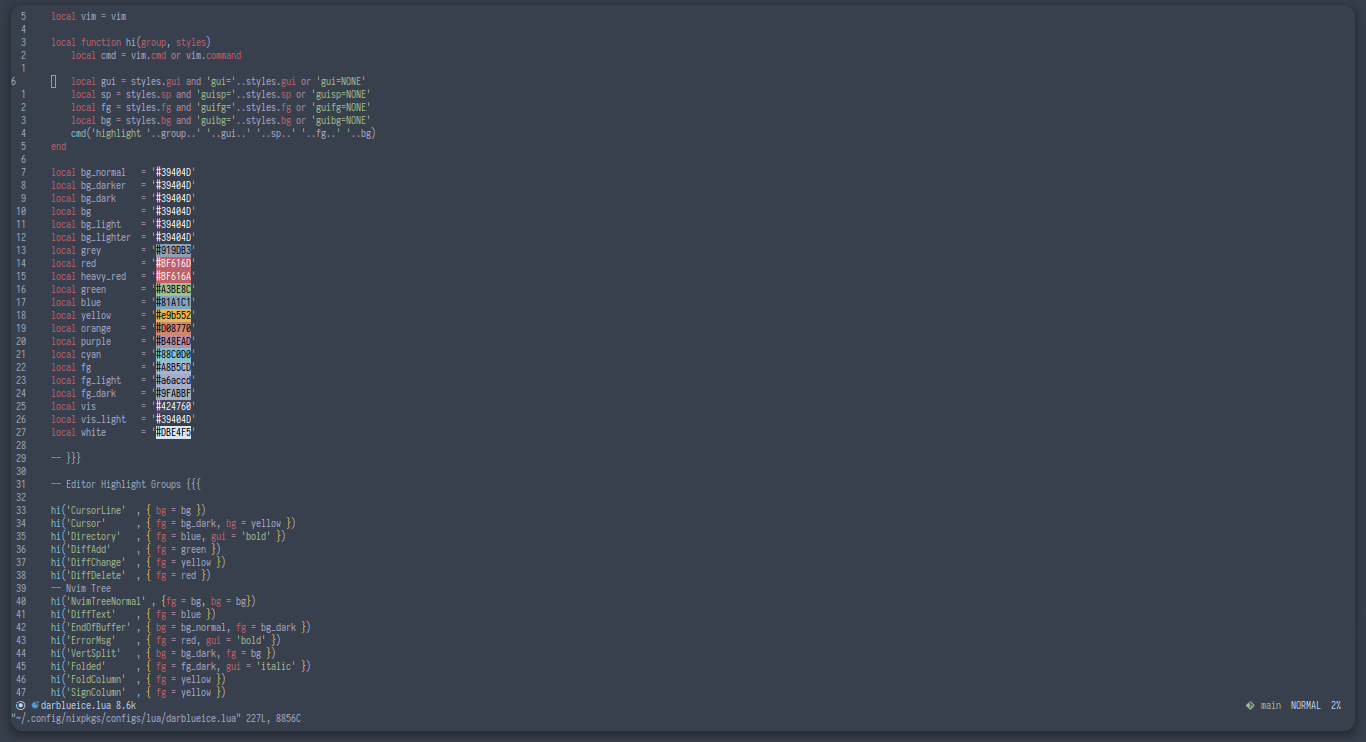 5 local vim = vim
4
3 local function hi(group, styles)
2 local cmd = vim.cmd or vim.command
1
6 local gui = styles.gui and 'gui='..styles.gui or 'gui=NONE'
1 local sp = styles.sp and 'guisp='..styles.sp or 'guisp=NONE'
2 local fg = styles.fg and 'guifg='..styles.fg or 'guifg=NONE'
3 local bg = styles.bg and 'guibg='..styles.bg or 'guibg=NONE'
4 cmd('highlight '..group..' '..gui..' '..sp..' '..fg..' '..bg)
5 end
6
7 local bg_normal = '#39404D'
8 local bg_darker = '#39404D'
9 local bg_dark = '#39404D'
10 local bg = '#39404D'
11 local bg_light = '#39404D'
12 local bg_lighter = '#39404D'
13 local grey = '#919DB3'
14 local red = '#BF616D'
15 local heavy_red = '#BF616A'
16 local green = '#A3BE8C'
17 local blue = '#81A1C1'
18 local yellow = '#e9b552'
19 local orange = '#D08770'
20 local purple = '#B48EAD'
21 local cyan = '#88C0D0'
22 local fg = '#A8B5CD'
23 local fg_light = '#a6accd'
24 local fg_dark = '#9FABBF'
25 local vis = '#424760'
26 local vis_light = '#39404D'
27 local white = '#DBE4F5'
28
29 -- }}}
30
31 -- Editor Highlight Groups {{{
32
33 hi('CursorLine' , { bg = bg })
34 hi('Cursor' , { fg = bg_dark, bg = yellow })
35 hi('Directory' , { fg = blue, gui = 'bold' })
36 hi('DiffAdd' , { fg = green })
37 hi('DiffChange' , { fg = yellow })
38 hi('DiffDelete' , { fg = red })
39 -- Nvim Tree
40 hi('NvimTreeNormal' , {fg = bg, bg = bg})
41 hi('DiffText' , { fg = blue })
42 hi('EndOfBuffer' , { bg = bg_normal, fg = bg_dark })
43 hi('ErrorMsg' , { fg = red, gui = 'bold' })
44 hi('VertSplit' , { bg = bg_dark, fg = bg })
45 hi('Folded' , { fg = fg_dark, gui = 'italic' })
46 hi('FoldColumn' , { fg = yellow })
47 hi('SignColumn' , { fg = yellow })
darblueice.lua 8.6k main NORMAL 2%
"~/.config/nixpkgs/configs/lua/darblueice.lua" 227L, 8856C